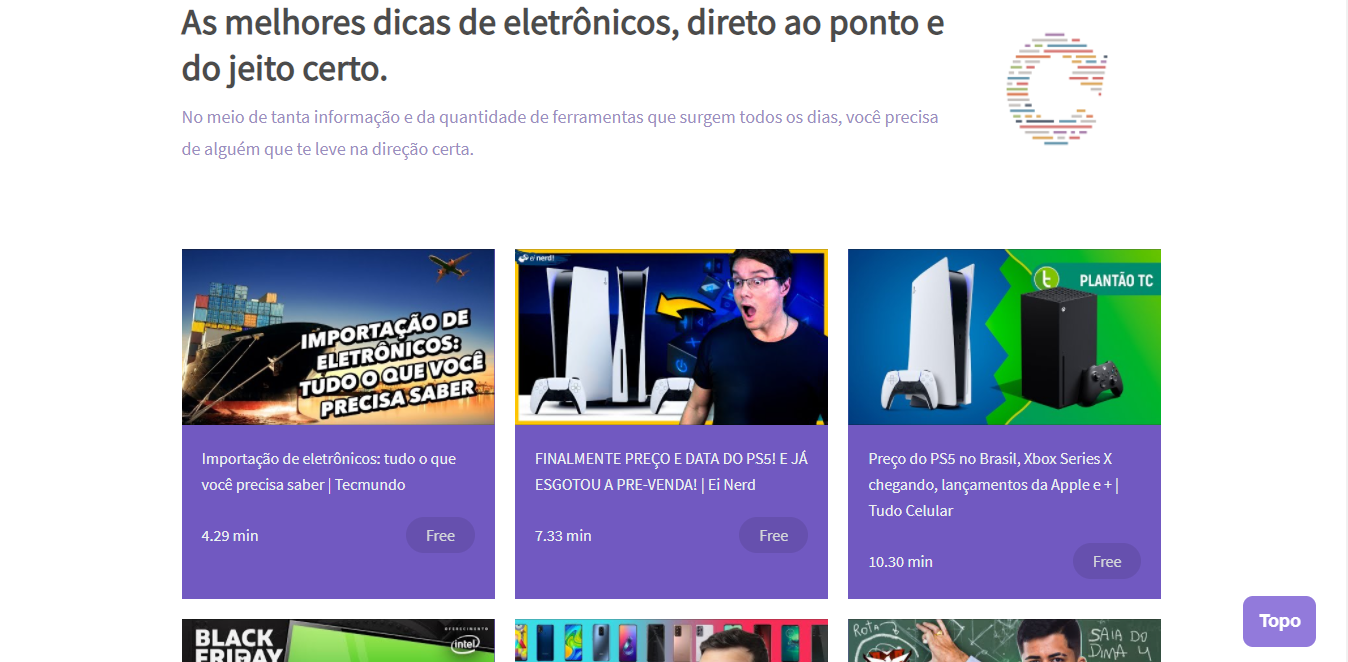 As melhores dicas de eletrônicos, direto ao ponto e
do jeito certo.
No meio de tanta informação e da quantidade de ferramentas que surgem todos os dias, você precisa
de alguém que te leve na direção certa.
IMPORTAÇÃO DE
ELETRÔNICOS:
TUDO O QUE VOCÊ
PRECISA SABER
ei nerd!
PLANTÃO TC
Importação de eletrônicos: tudo o que
você precisa saber | Tecmundo
4.29 min
Free
FINALMENTE PREÇO E DATA DO PS5! E JÁ
ESGOTOU A PRE-VENDA! | Ei Nerd
7.33 min
Free
Preço do PS5 no Brasil, Xbox Series X
chegando, lançamentos da Apple e + |
Tudo Celular
10.30 min
Free
BLACK
FRIDAY
OFERECIMENTO
intel
ROTA
SAIA DO
DIMA 4
Topo